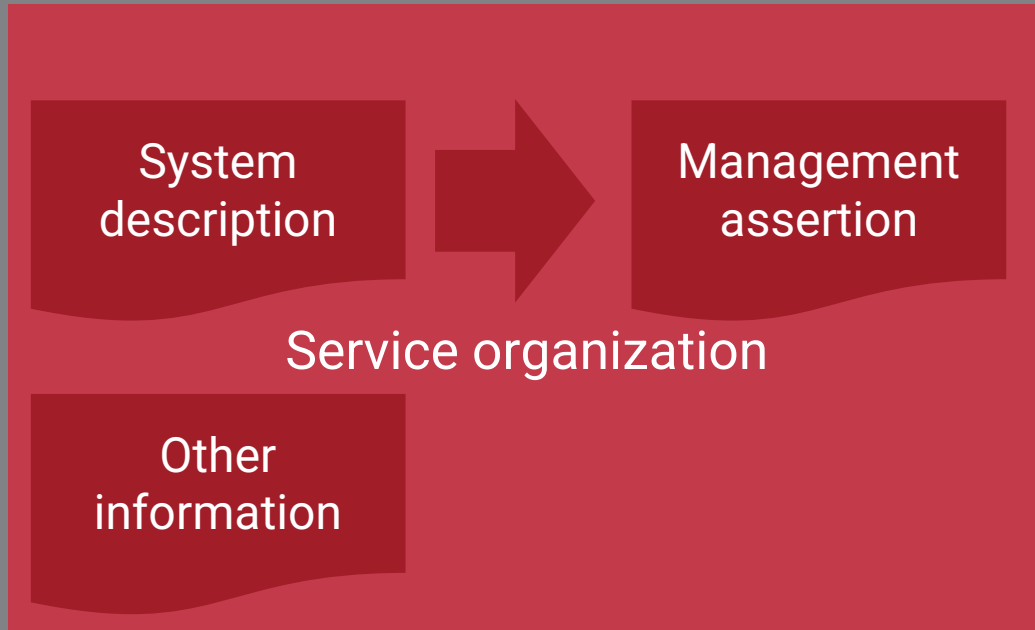 System
description
Management
assertion
Service organization
Other
information